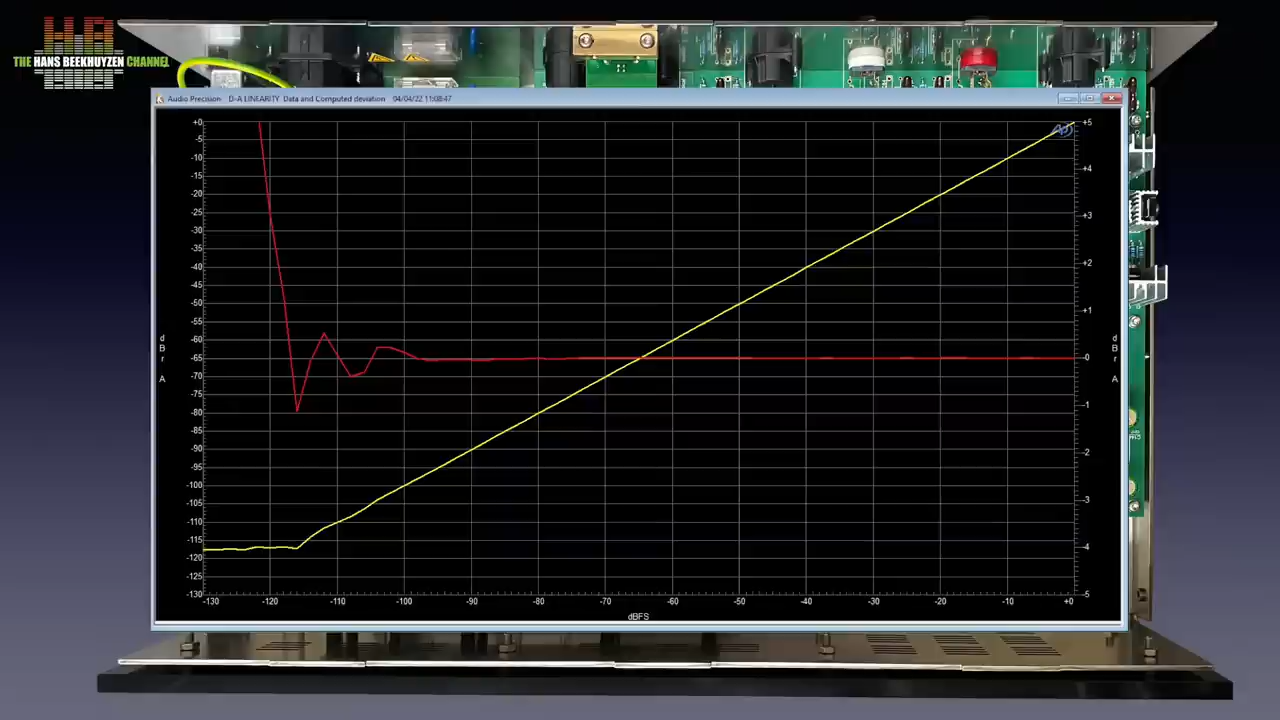 H.B
THE HANS BEEKHUYZEN CHANNEL
Audio Precision D-A LINEARITY Data and Computed deviation 04/04/22 11:08:47
+0
-5
-10
-15
-20
-25
-30
-35
-40
-45
-50
-55
-60
-65
-70
-75
-80
-85
-90
-95
-100
-105
-110
-115
-120
-125
-130
d
B
r
A
+5
+4
+3
+2
+1
-0
-1
-2
-3
-4
-5
d
B
r
A
-130 -120 -110 -100 -90 -80 -70 -60 -50 -40 -30 -20 -10 +0
dBFS